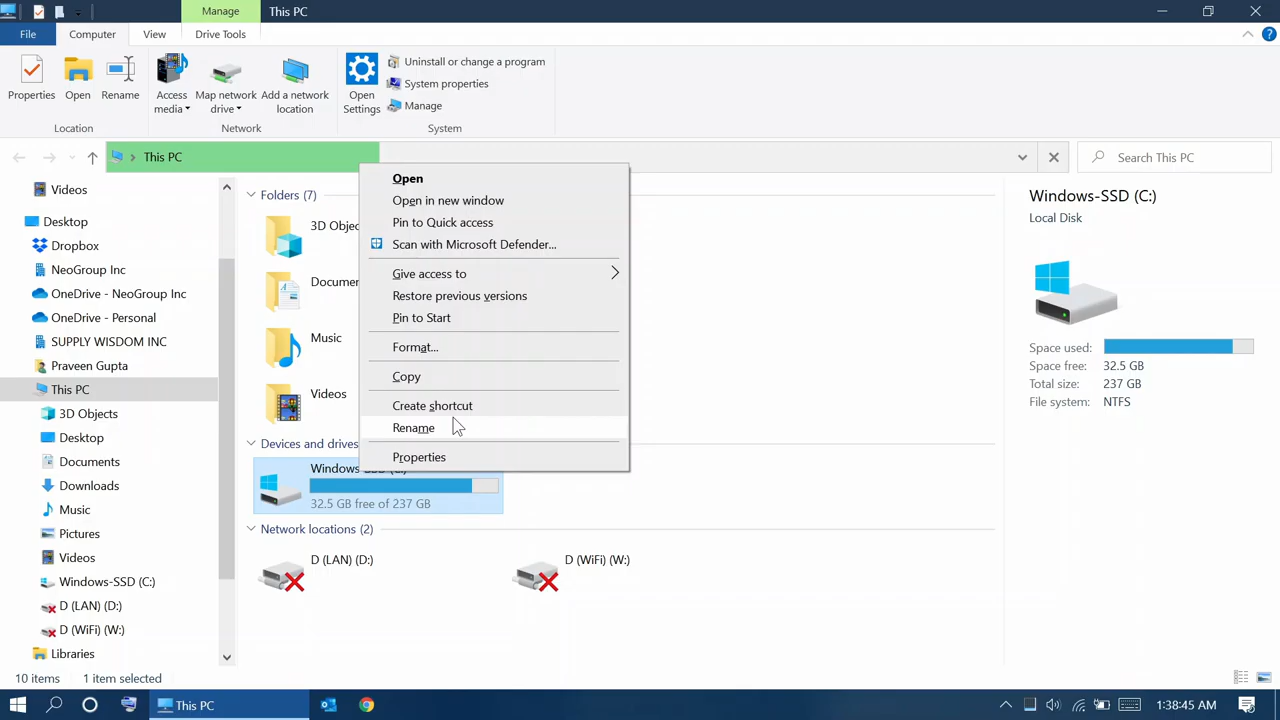 Manage
This PC
File
Computer
View
Drive Tools
Properties
Open
Rename
Access media
Map network drive
Add a network location
Open Settings
Uninstall or change a program
System properties
Manage
Location
Network
System
This PC
Search This PC
Videos
Desktop
Dropbox
NeoGroup Inc
OneDrive - NeoGroup Inc
OneDrive - Personal
SUPPLY WISDOM INC
Praveen Gupta
This PC
3D Objects
Desktop
Documents
Downloads
Music
Pictures
Videos
Windows-SSD (C:)
D (LAN) (D:)
D (WiFi) (W:)
Libraries
Folders (7)
3D Objec
Documen
Music
Videos
Devices and drives
Windows-SSD (C:)
32.5 GB free of 237 GB
Network locations (2)
D (LAN) (D:)
D (WiFi) (W:)
Open
Open in new window
Pin to Quick access
Scan with Microsoft Defender...
Give access to
Restore previous versions
Pin to Start
Format...
Copy
Create shortcut
Rename
Properties
Windows-SSD (C:)
Local Disk
Space used:
Space free: 32.5 GB
Total size: 237 GB
File system: NTFS
10 items 1 item selected
This PC
1:38:45 AM